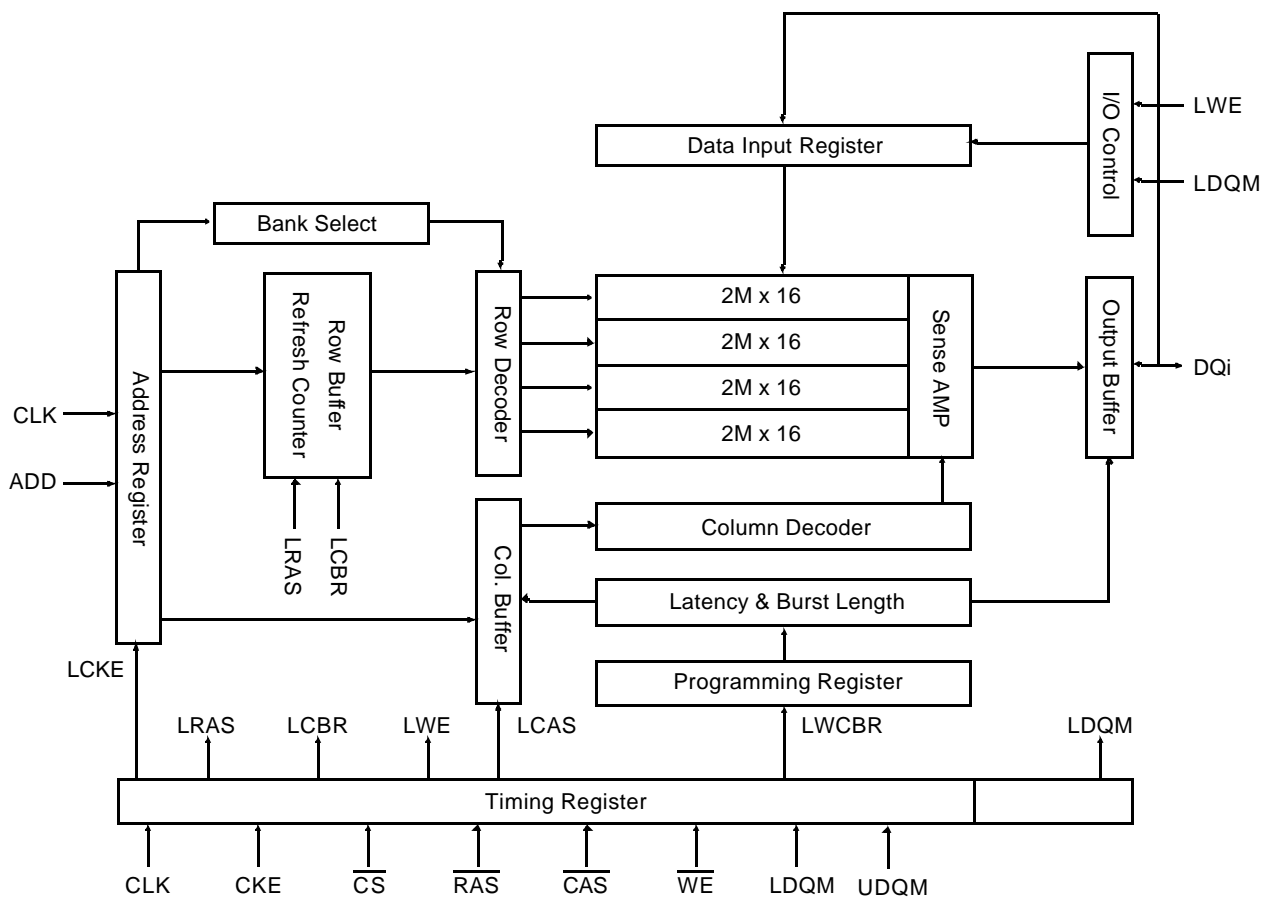 I/O Control
LWE
LDQM
Data Input Register
Bank Select
Address Register
Refresh Counter
Row Buffer
Row Decoder
2M x 16
2M x 16
2M x 16
2M x 16
Sense AMP
Output Buffer
DQi
CLK
ADD
LRAS
LCBR
Col. Buffer
Column Decoder
Latency & Burst Length
Programming Register
LCKE
LRAS
LCBR
LWE
LCAS
LWCBR
LDQM
Timing Register
CLK
CKE
CS
RAS
CAS
WE
LDQM
UDQM